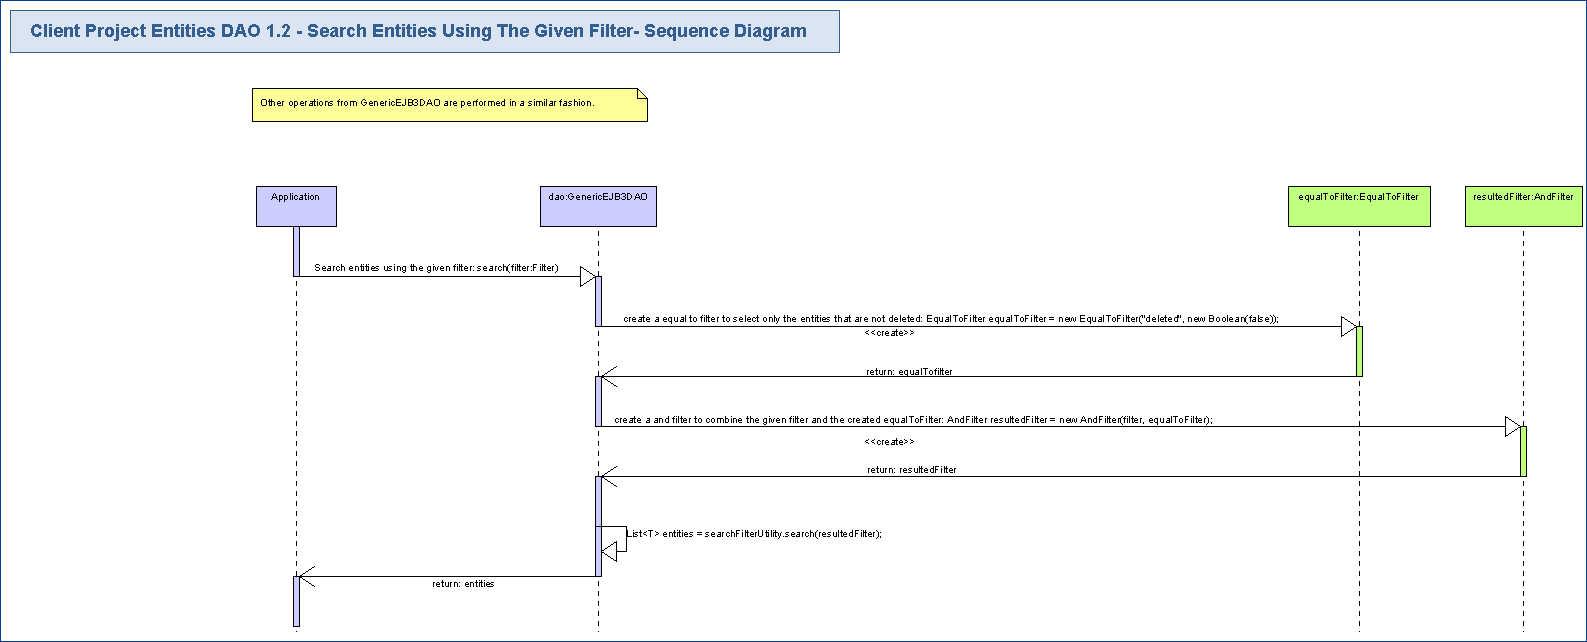 Client Project Entities DAO 1.2 - Search Entities Using The Given Filter- Sequence Diagram
Other operations from GenericEJB3DAO are performed in a similar fashion.
Application
dao:GenericEJB3DAO
equalToFilter:EqualToFilter
resultedFilter:AndFilter
Search entities using the given filter: search(filter:Filter)
create a equal to filter to select only the entities that are not deleted: EqualToFilter equalToFilter = new EqualToFilter("deleted", new Boolean(false));
<<create>>
return: equalTofilter
create a and filter to combine the given filter and the created equalToFilter: AndFilter resultedFilter = new AndFilter(filter, equalToFilter);
<<create>>
return: resultedFilter
List<T> entities = searchFilterUtility.search(resultedFilter);
return: entities